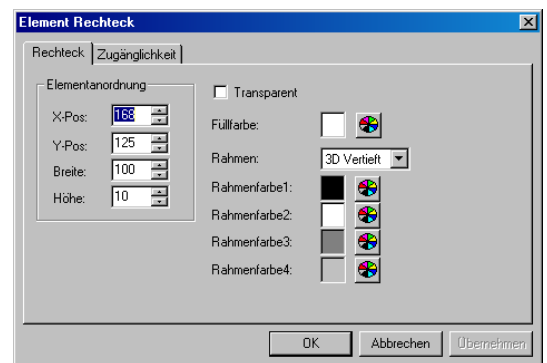 Element Rechteck
Rechteck Zugänglichkeit
Elementanordnung
X-Pos: 168
Y-Pos: 125
Breite: 100
Höhe: 10
Transparent
Füllfarbe:
Rahmen: 3D Vertieft
Rahmenfarbe1:
Rahmenfarbe2:
Rahmenfarbe3:
Rahmenfarbe4:
OK Abbrechen Übernehmen